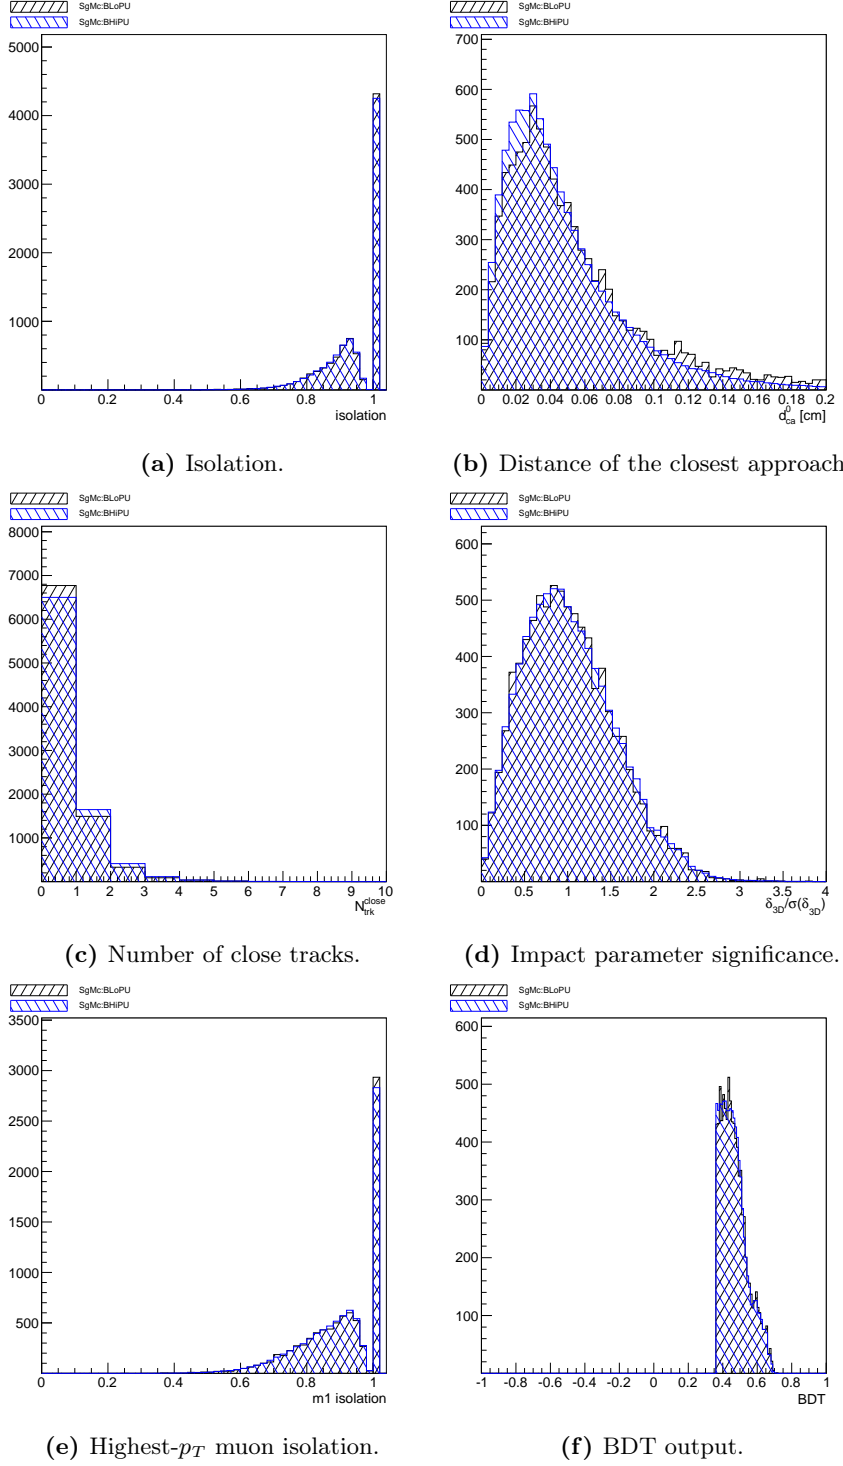 SgMc:BLoPU
SgMc:BHiPU
5000
4000
3000
2000
1000
0 0.2 0.4 0.6 0.8 1
isolation
(a) Isolation.
SgMc:BLoPU
SgMc:BHiPU
700
600
500
400
300
200
100
0 0.02 0.04 0.06 0.08 0.1 0.12 0.14 0.16 0.18 0.2
d⁰ca [cm]
(b) Distance of the closest approach
SgMc:BLoPU
SgMc:BHiPU
8000
7000
6000
5000
4000
3000
2000
1000
0 1 2 3 4 5 6 7 8 9 10
N^close_trk
(c) Number of close tracks.
SgMc:BLoPU
SgMc:BHiPU
600
500
400
300
200
100
0 0.5 1 1.5 2 2.5 3 3.5 4
δ3D/σ(δ3D)
(d) Impact parameter significance.
SgMc:BLoPU
SgMc:BHiPU
3500
3000
2500
2000
1500
1000
500
0 0.2 0.4 0.6 0.8 1
m1 isolation
(e) Highest-pT muon isolation.
SgMc:BLoPU
SgMc:BHiPU
600
500
400
300
200
100
-1 -0.8 -0.6 -0.4 -0.2 0 0.2 0.4 0.6 0.8 1
BDT
(f) BDT output.